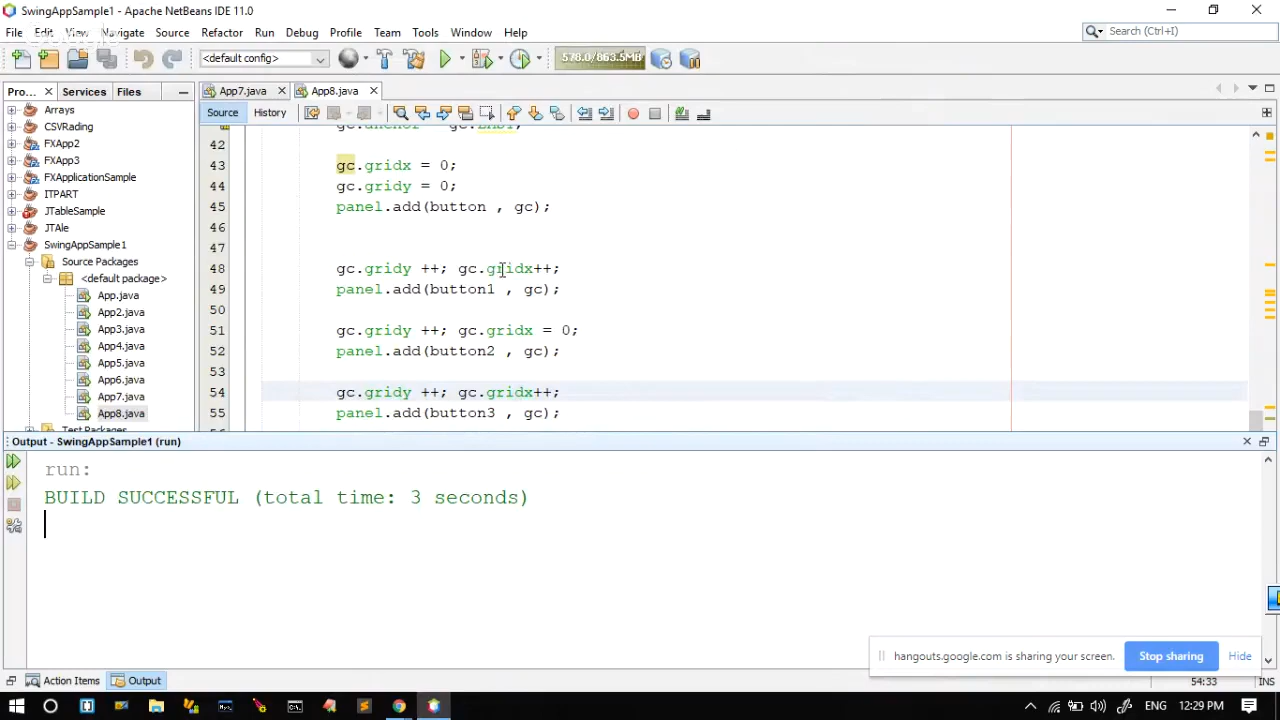 SwingAppSample1 - Apache NetBeans IDE 11.0
File Edit View Navigate Source Refactor Run Debug Profile Team Tools Window Help
Search (Ctrl+I)
<default config>
578.0/863.5MB
Pro...
Services
Files
App7.java
App8.java
Source
History
Arrays
CSVRading
FXApp2
FXApp3
FXApplicationSample
ITPART
JTableSample
JTAle
SwingAppSample1
Source Packages
<default package>
App.java
App2.java
App3.java
App4.java
App5.java
App6.java
App7.java
App8.java
Test Packages
gc.anchor = gc.EAST;
42
43 gc.gridx = 0;
44 gc.gridy = 0;
45 panel.add(button , gc);
46
47
48 gc.gridy ++; gc.gridx++;
49 panel.add(button1 , gc);
50
51 gc.gridy ++; gc.gridx = 0;
52 panel.add(button2 , gc);
53
54 gc.gridy ++; gc.gridx++;
55 panel.add(button3 , gc);
Output - SwingAppSample1 (run)
run:
BUILD SUCCESSFUL (total time: 3 seconds)
hangouts.google.com is sharing your screen.
Stop sharing
Hide
Action Items
Output
54:33
INS
ENG
12:29 PM